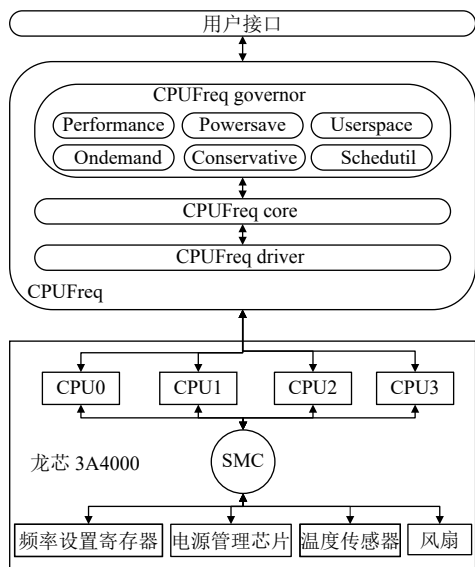 用户接口
CPUFreq governor
Performance Powersave Userspace
Ondemand Conservative Schedutil
CPUFreq core
CPUFreq driver
CPUFreq
CPU0 CPU1 CPU2 CPU3
SMC
龙芯 3A4000
频率设置寄存器 电源管理芯片 温度传感器 风扇